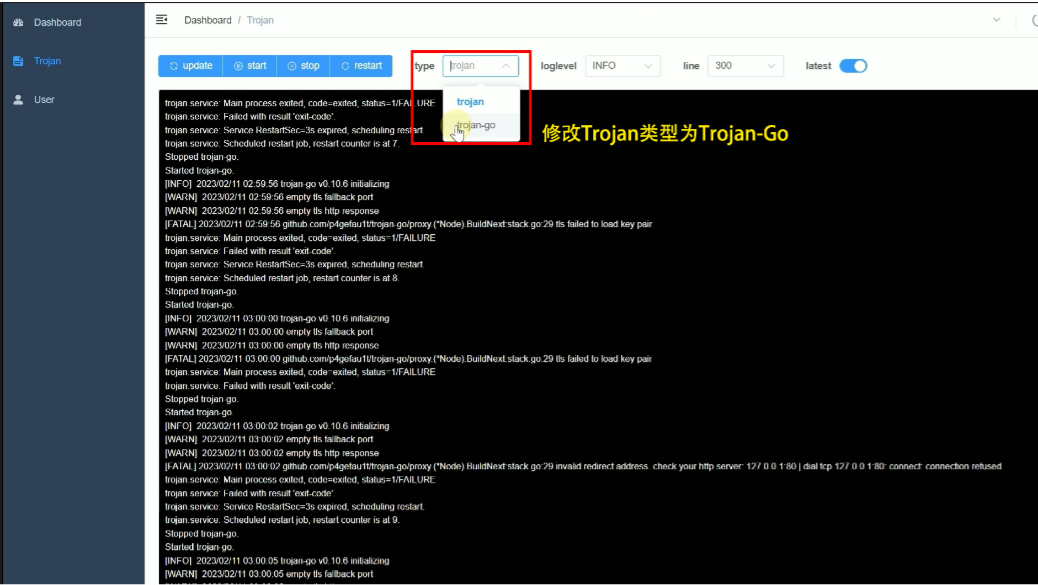 Dashboard
Trojan
User
Dashboard / Trojan
update start stop restart type trojan loglevel INFO line 300 latest
trojan
trojan-go
修改Trojan类型为Trojan-Go
trojan.service: Main process exited, code=exited, status=1/FAILURE
trojan.service: Failed with result 'exit-code'.
trojan.service: Service RestartSec=3s expired, scheduling restart.
trojan.service: Scheduled restart job, restart counter is at 7.
Stopped trojan-go.
Started trojan-go.
[INFO] 2023/02/11 02:59:56 trojan-go v0.10.6 initializing
[WARN] 2023/02/11 02:59:56 empty tls fallback port
[WARN] 2023/02/11 02:59:56 empty tls http response
[FATAL] 2023/02/11 02:59:56 github.com/p4gefau1t/trojan-go/proxy.(*Node).BuildNext:stack.go:29 tls failed to load key pair
trojan.service: Main process exited, code=exited, status=1/FAILURE
trojan.service: Failed with result 'exit-code'.
trojan.service: Service RestartSec=3s expired, scheduling restart.
trojan.service: Scheduled restart job, restart counter is at 8.
Stopped trojan-go.
Started trojan-go.
[INFO] 2023/02/11 03:00:00 trojan-go v0.10.6 initializing
[WARN] 2023/02/11 03:00:00 empty tls fallback port
[WARN] 2023/02/11 03:00:00 empty tls http response
[FATAL] 2023/02/11 03:00:00 github.com/p4gefau1t/trojan-go/proxy.(*Node).BuildNext:stack.go:29 tls failed to load key pair
trojan.service: Main process exited, code=exited, status=1/FAILURE
trojan.service: Failed with result 'exit-code'.
Stopped trojan-go.
Started trojan-go.
[INFO] 2023/02/11 03:00:02 trojan-go v0.10.6 initializing
[WARN] 2023/02/11 03:00:02 empty tls fallback port
[WARN] 2023/02/11 03:00:02 empty tls http response
[FATAL] 2023/02/11 03:00:02 github.com/p4gefau1t/trojan-go/proxy.(*Node).BuildNext:stack.go:29 invalid redirect address. check your http server: 127.0.0.1:80 | dial tcp 127.0.0.1:80: connect: connection refused
trojan.service: Main process exited, code=exited, status=1/FAILURE
trojan.service: Failed with result 'exit-code'.
trojan.service: Service RestartSec=3s expired, scheduling restart.
trojan.service: Scheduled restart job, restart counter is at 9.
Stopped trojan-go.
Started trojan-go.
[INFO] 2023/02/11 03:00:05 trojan-go v0.10.6 initializing
[WARN] 2023/02/11 03:00:05 empty tls fallback port